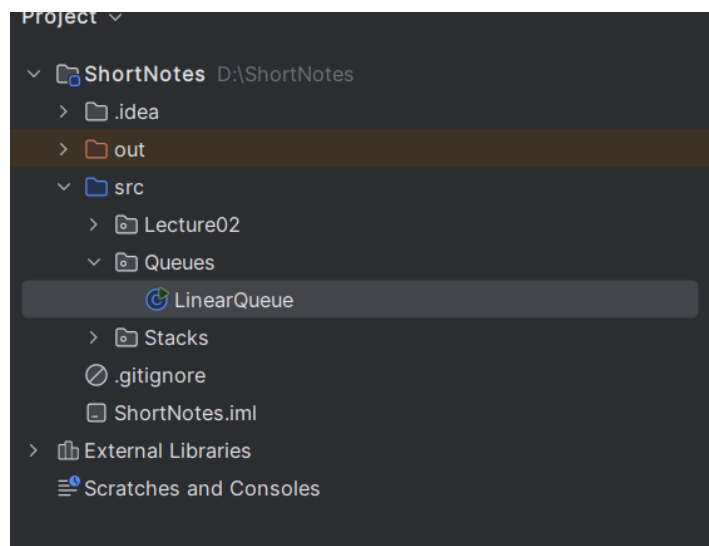 Project
ShortNotes D:\ShortNotes
.idea
out
src
Lecture02
Queues
LinearQueue
Stacks
.gitignore
ShortNotes.iml
External Libraries
Scratches and Consoles